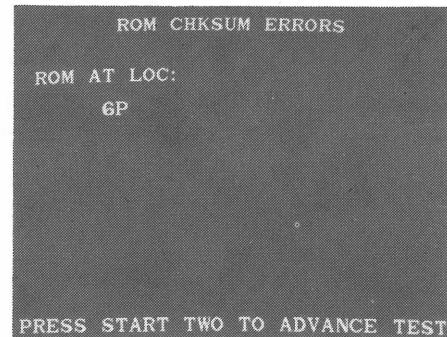 ROM CHKSUM ERRORS
ROM AT LOC:
6P
PRESS START TWO TO ADVANCE TEST